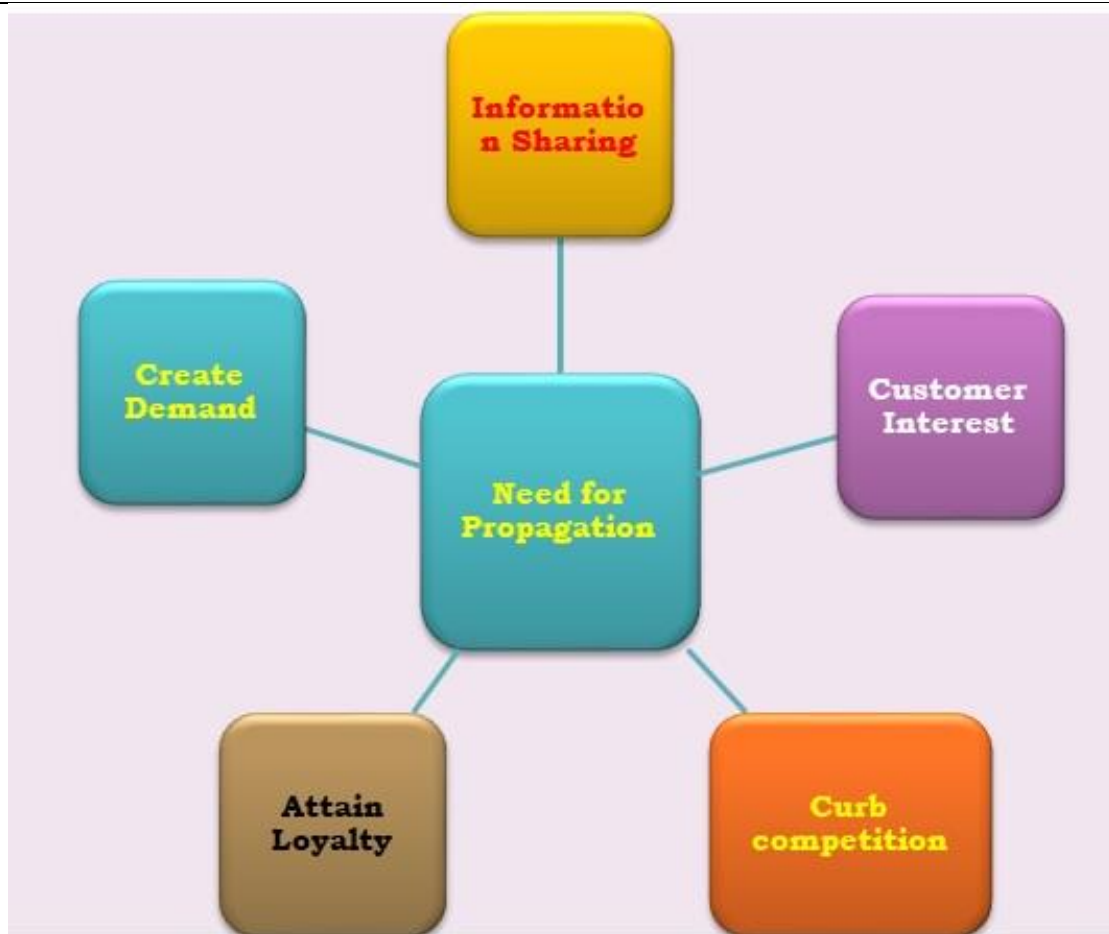 Informatio
n Sharing
Create
Demand
Customer
Interest
Need for
Propagation
Attain
Loyalty
Curb
competition